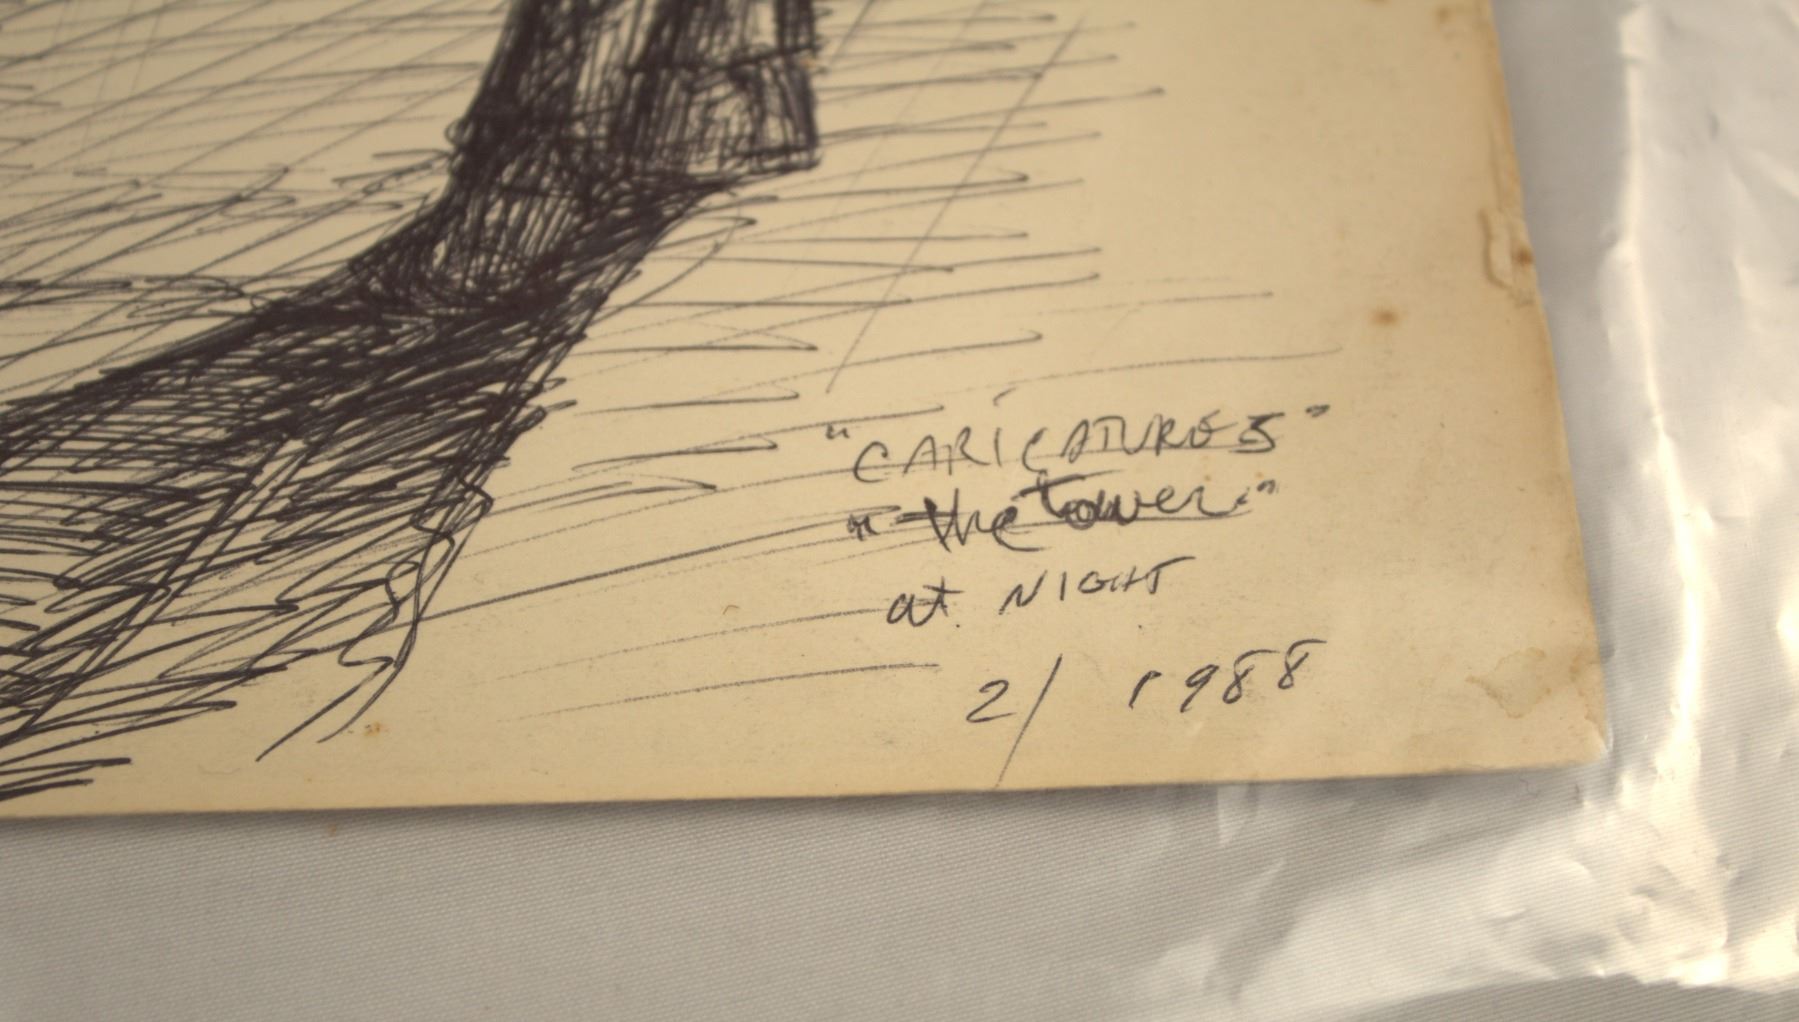 "CARICATURES"
"the tower"
at NIGHT
2/ 1988